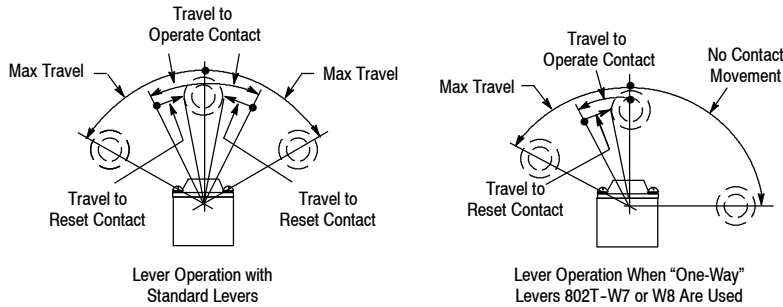 Travel to
Operate Contact
Max Travel
Max Travel
Travel to
Reset Contact
Travel to
Reset Contact
Lever Operation with
Standard Levers
Travel to
Operate Contact
No Contact
Movement
Max Travel
Travel to
Reset Contact
Lever Operation When “One-Way”
Levers 802T-W7 or W8 Are Used